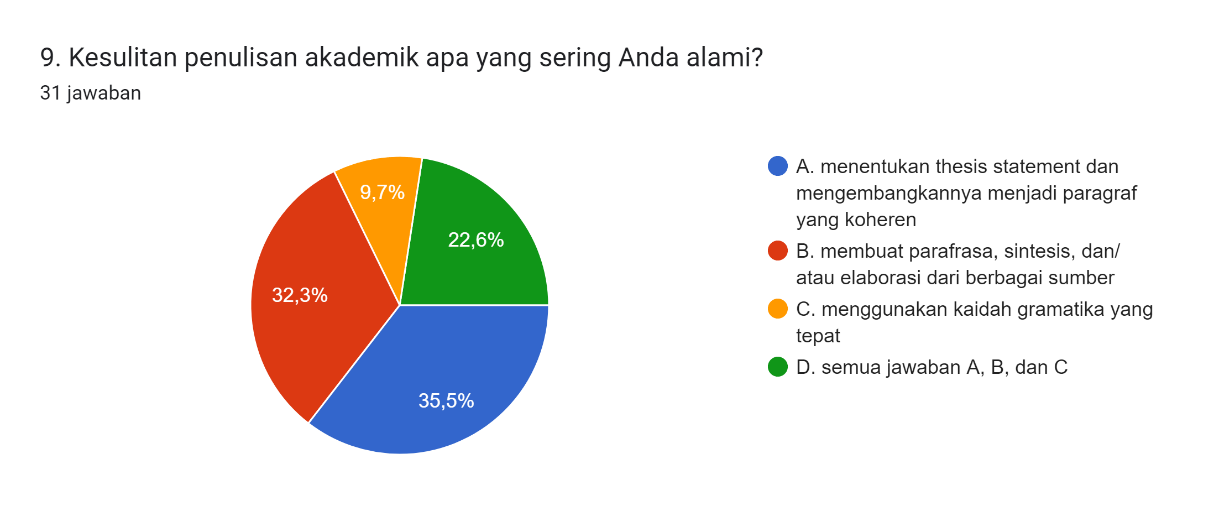 9. Kesulitan penulisan akademik apa yang sering Anda alami?
31 jawaban
9,7%
22,6%
32,3%
35,5%
A. menentukan thesis statement dan
mengembangkannya menjadi paragraf
yang koheren
B. membuat parafrasa, sintesis, dan/
atau elaborasi dari berbagai sumber
C. menggunakan kaidah gramatika yang
tepat
D. semua jawaban A, B, dan C